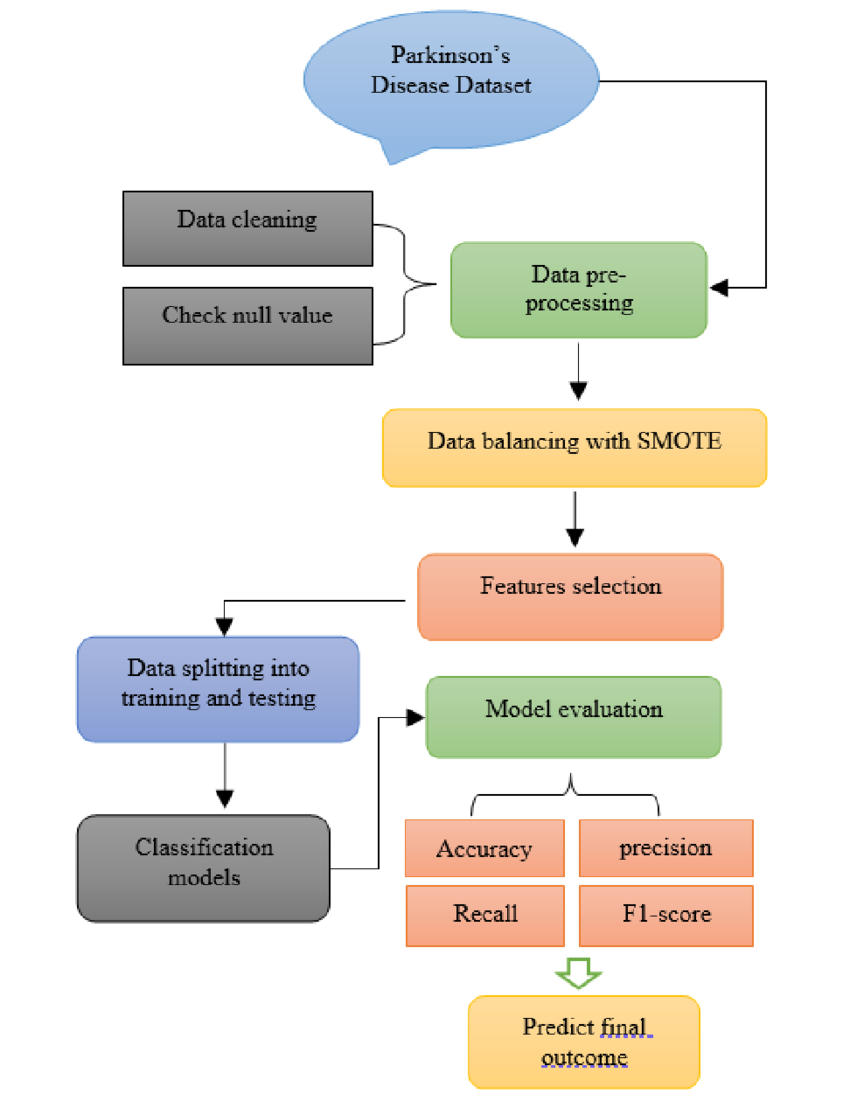 Parkinson's
Disease Dataset
Data cleaning
Check null value
Data pre-
processing
Data balancing with SMOTE
Features selection
Data splitting into
training and testing
Classification
models
Model evaluation
Accuracy
precision
Recall
F1-score
Predict final
outcome